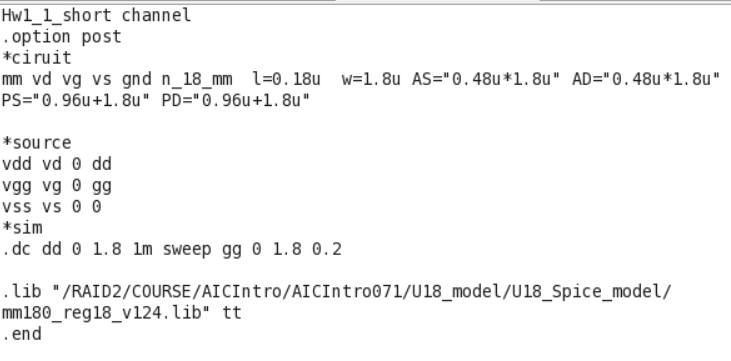 Hw1_1_short channel
.option post
*ciruit
mm vd vg vs gnd n_18_mm  l=0.18u  w=1.8u AS="0.48u*1.8u" AD="0.48u*1.8u"
PS="0.96u+1.8u" PD="0.96u+1.8u"
*source
vdd vd 0 dd
vgg vg 0 gg
vss vs 0 0
*sim
.dc dd 0 1.8 1m sweep gg 0 1.8 0.2
.lib "/RAID2/COURSE/AICIntro/AICIntro071/U18_model/U18_Spice_model/
mm180_reg18_v124.lib" tt
.end